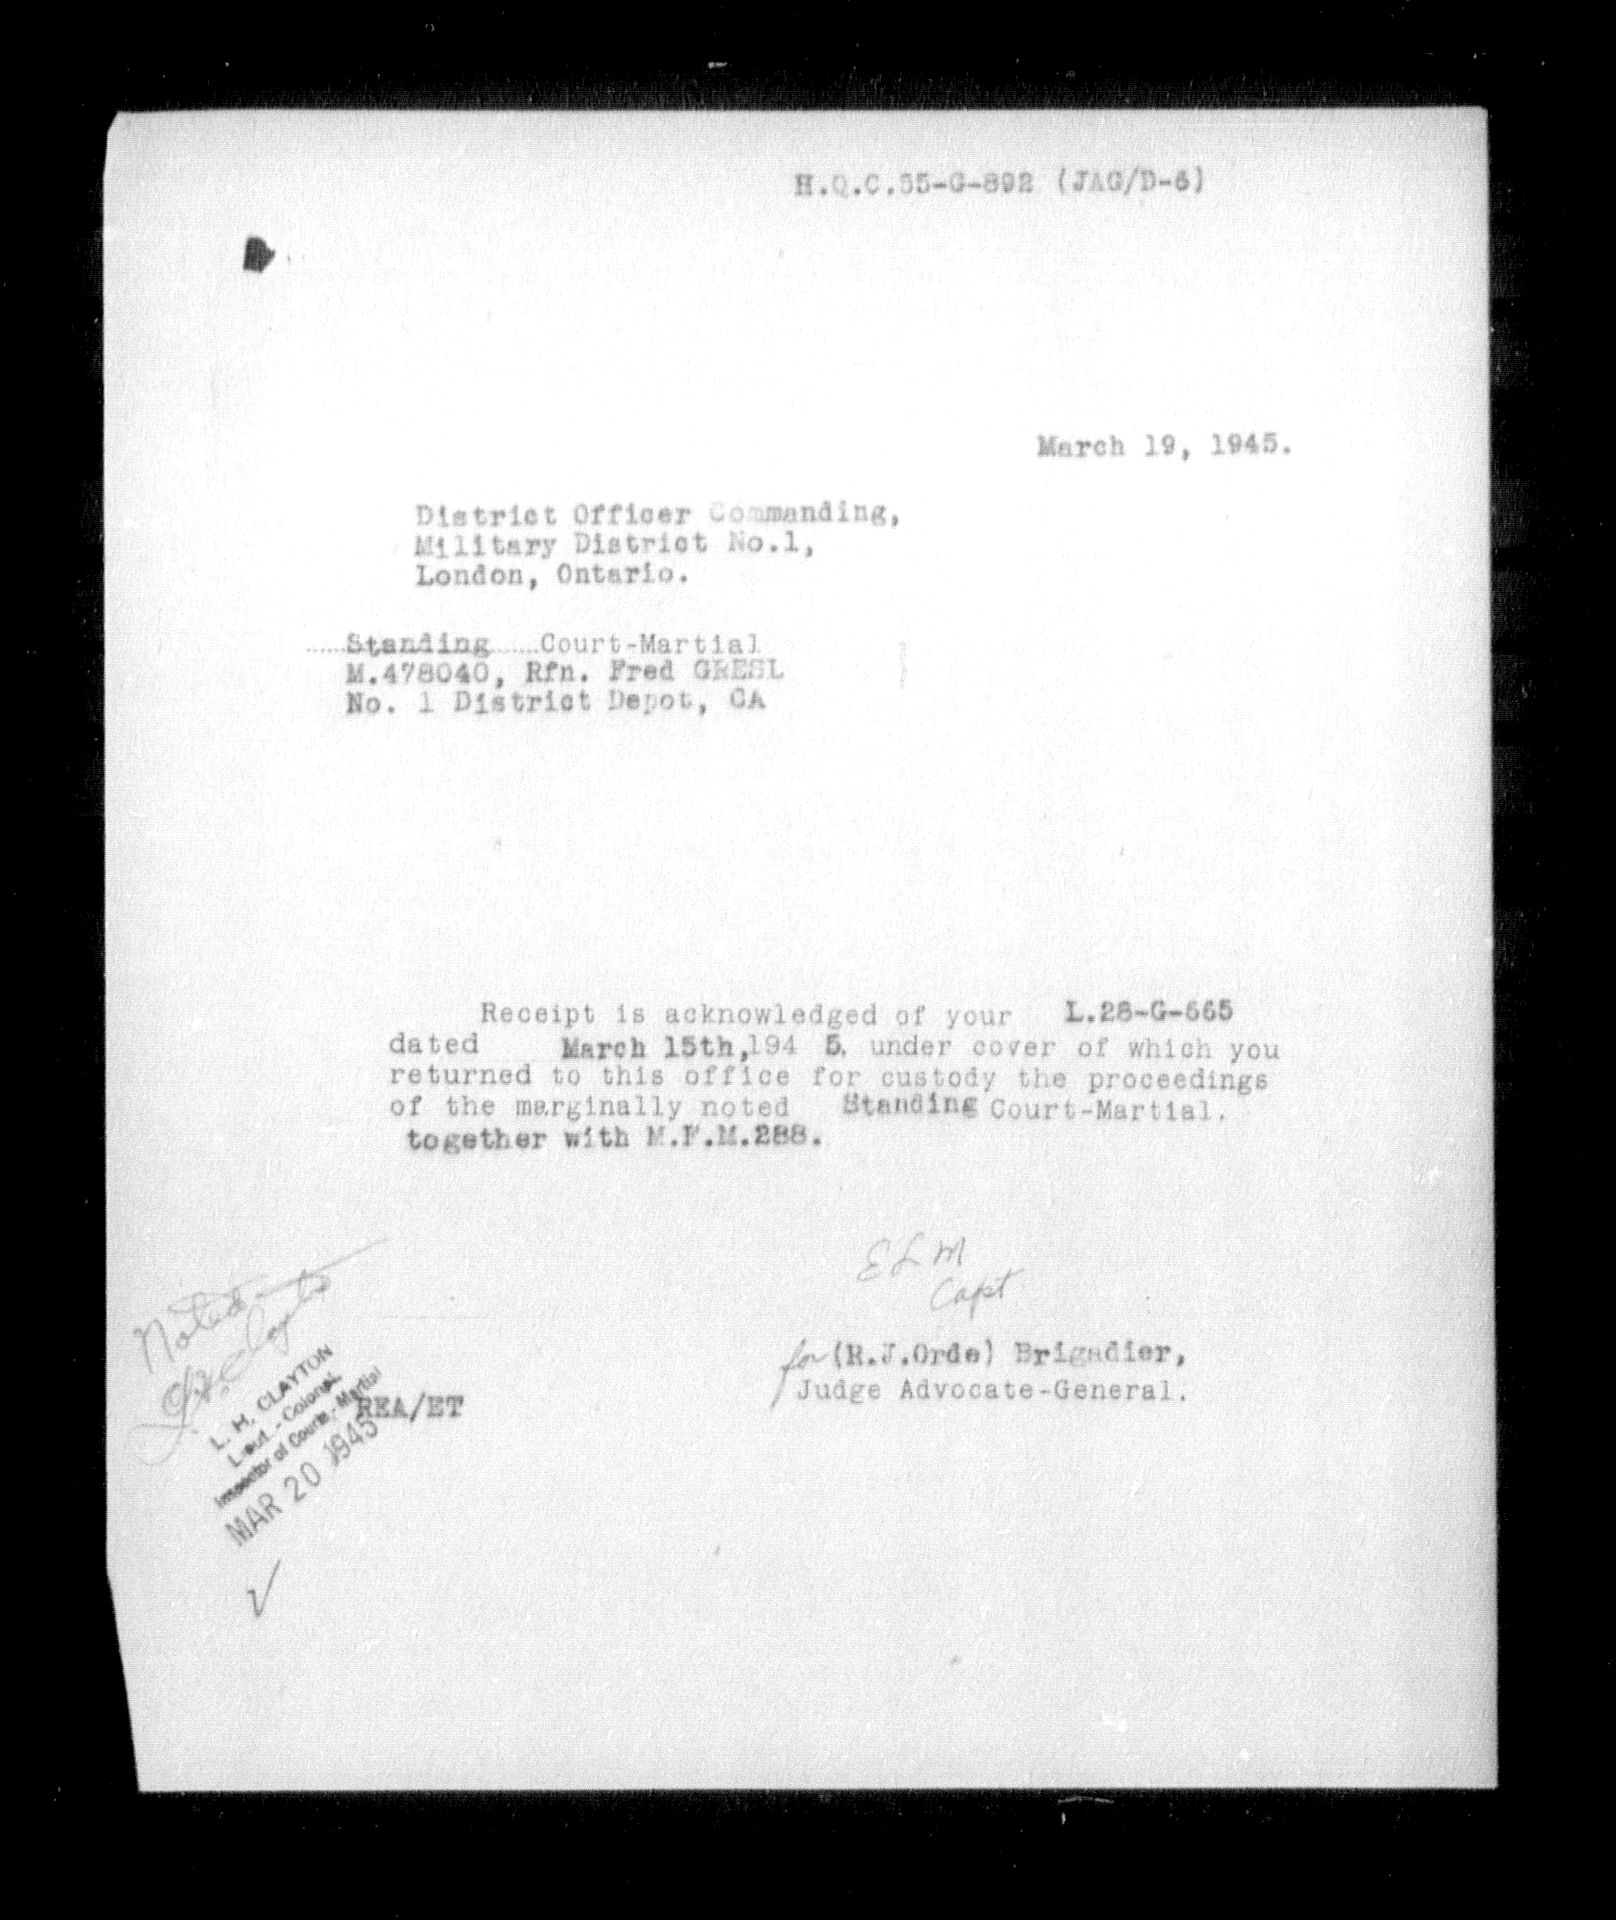 H.Q.C.55-G-892 (JAG/D-6)
March 19, 1945.
District Officer Commanding,
Military District No.1,
London, Ontario.
Standing Court-Martial
M.478040, Rfn. Fred GRESL
No. 1 District Depot, CA
Receipt is acknowledged of your L.28-G-565
dated March 15th,194 5, under cover of which you
returned to this office for custody the proceedings
of the marginally noted Standing Court-Martial.
together with M.F.M.288.
E L M
Capt
for (R.J.Orde) Brigadier,
Judge Advocate-General.
REA/ET
Noted
L. H. CLAYTON
Lieut. - Colonel
Inspector of Courts - Martial
MAR 20 1945